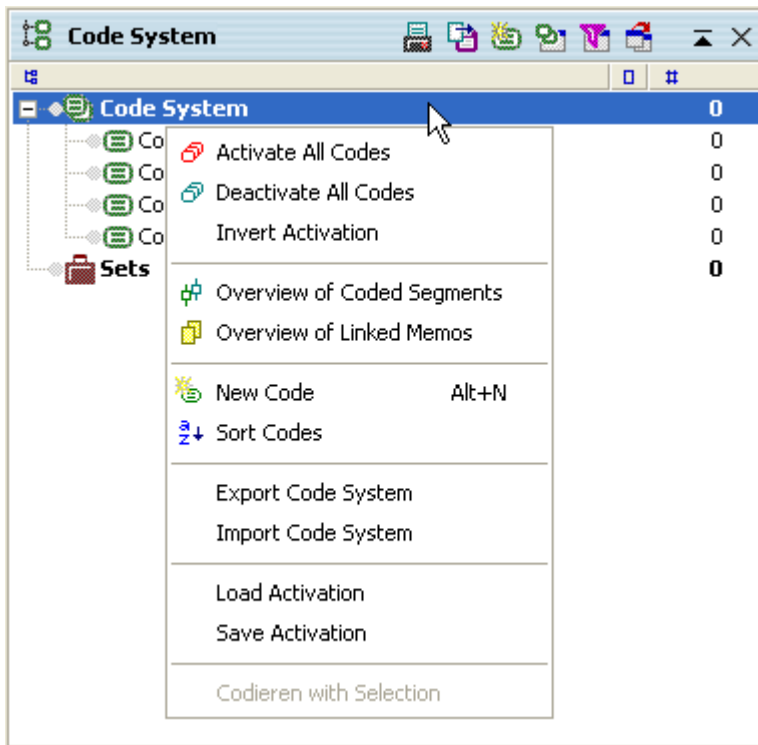 Code System
Code System 0
Co 0
Co 0
Co 0
Co 0
Sets 0
Activate All Codes
Deactivate All Codes
Invert Activation
Overview of Coded Segments
Overview of Linked Memos
New Code Alt+N
Sort Codes
Export Code System
Import Code System
Load Activation
Save Activation
Codieren with Selection